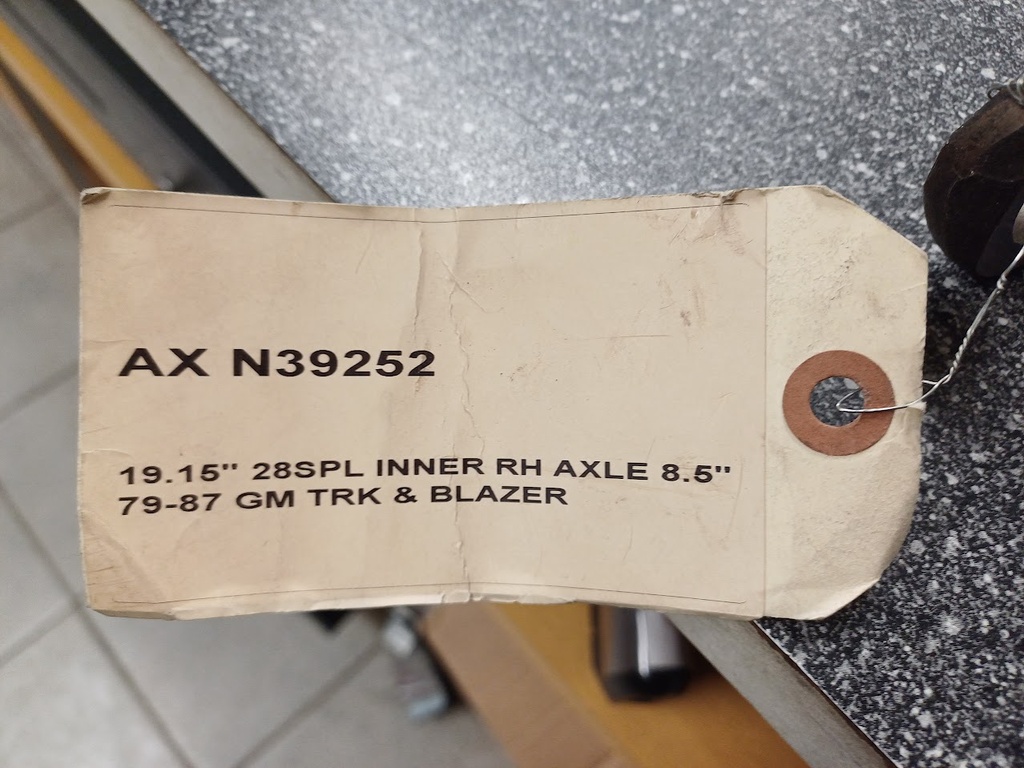 AX N39252
19.15" 28SPL INNER RH AXLE 8.5"
79-87 GM TRK & BLAZER